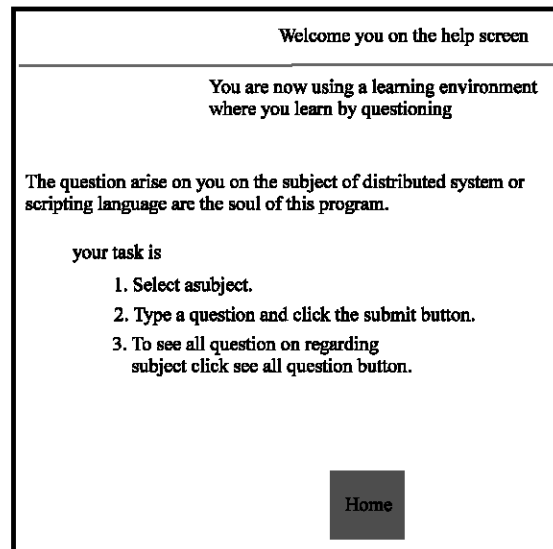 Welcome you on the help screen
You are now using a learning environment
where you learn by questioning
The question arise on you on the subject of distributed system or
scripting language are the soul of this program.
your task is
1. Select asubject.
2. Type a question and click the submit button.
3. To see all question on regarding
subject click see all question button.
Home